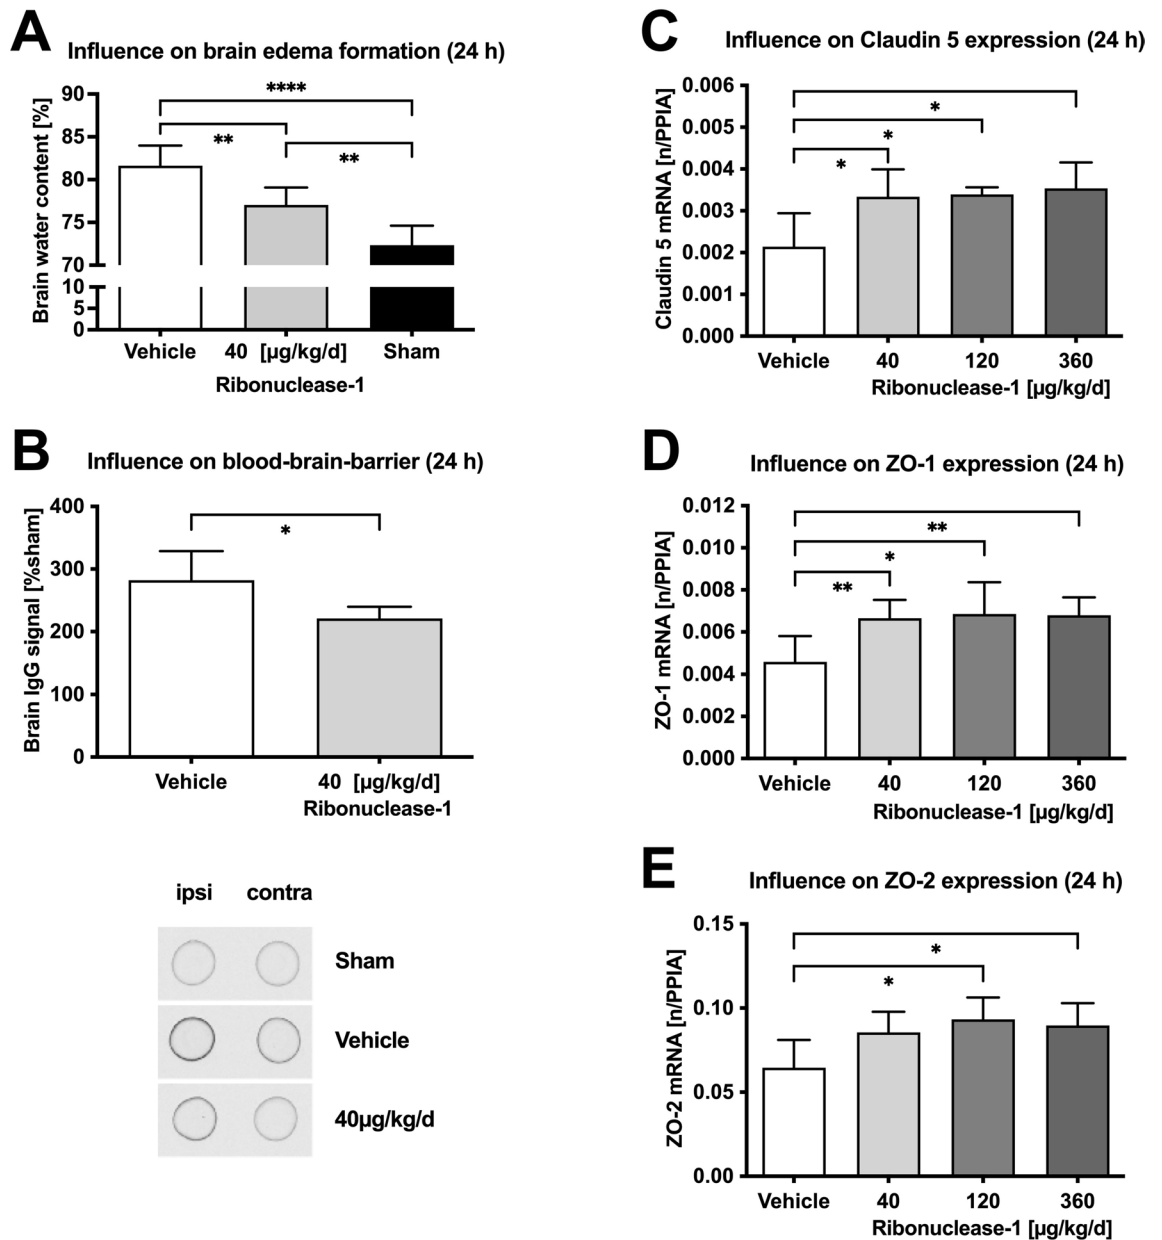 A
Influence on brain edema formation (24 h)
Brain water content [%]
90
85
80
75
70
10
5
0
****
**
**
Vehicle
40 [µg/kg/d]
Sham
Ribonuclease-1
B
Influence on blood-brain-barrier (24 h)
Brain IgG signal [%sham]
400
300
200
100
0
*
Vehicle
40 [µg/kg/d]
Ribonuclease-1
ipsi contra
Sham
Vehicle
40µg/kg/d
C
Influence on Claudin 5 expression (24 h)
Claudin 5 mRNA [n/PPIA]
0.006
0.005
0.004
0.003
0.002
0.001
0.000
*
*
*
Vehicle 40 120 360
Ribonuclease-1 [µg/kg/d]
D
Influence on ZO-1 expression (24 h)
ZO-1 mRNA [n/PPIA]
0.012
0.010
0.008
0.006
0.004
0.002
0.000
**
*
**
Vehicle 40 120 360
Ribonuclease-1 [µg/kg/d]
E
Influence on ZO-2 expression (24 h)
ZO-2 mRNA [n/PPIA]
0.15
0.10
0.05
0.00
*
*
Vehicle 40 120 360
Ribonuclease-1 [µg/kg/d]